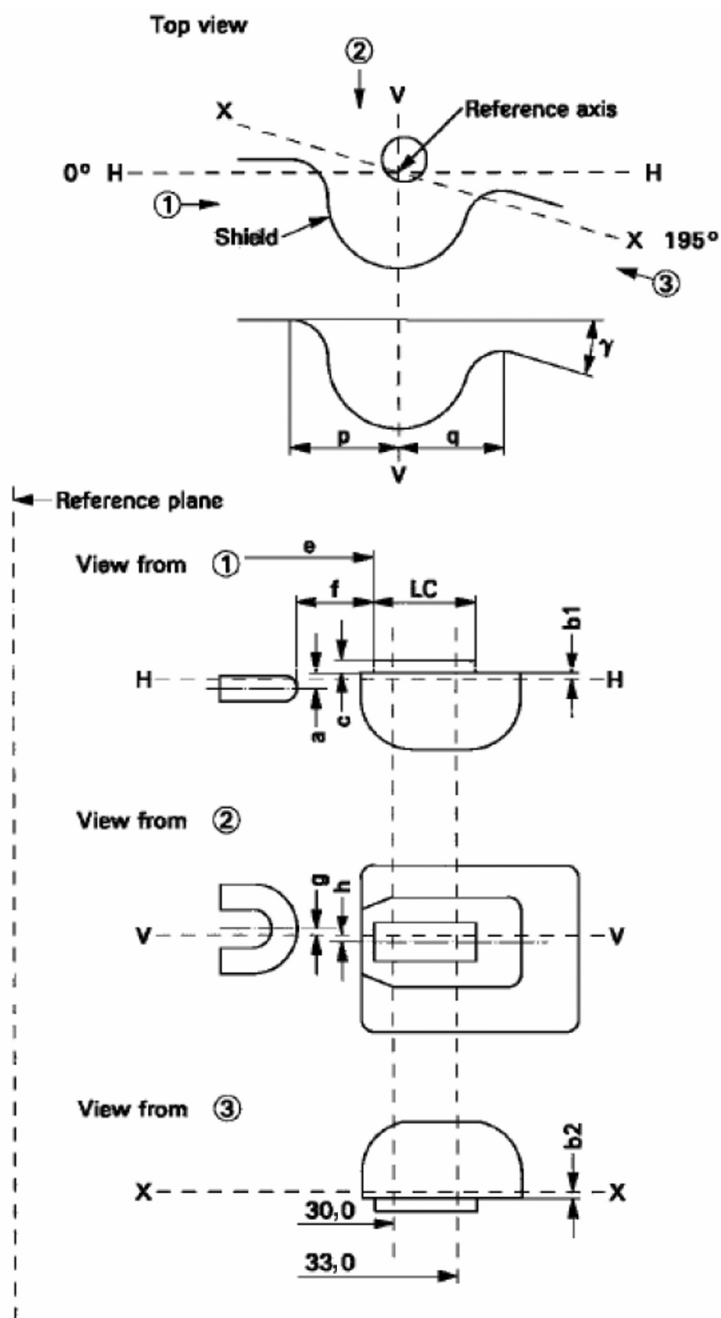 Top view
②
V
X
Reference axis
0° H H
①
Shield
X 195°
③
γ
p q
V
Reference plane
e
View from ①
f LC b1
H H
a c
View from ②
g h
V V
View from ③
b2
X X
30,0
33,0